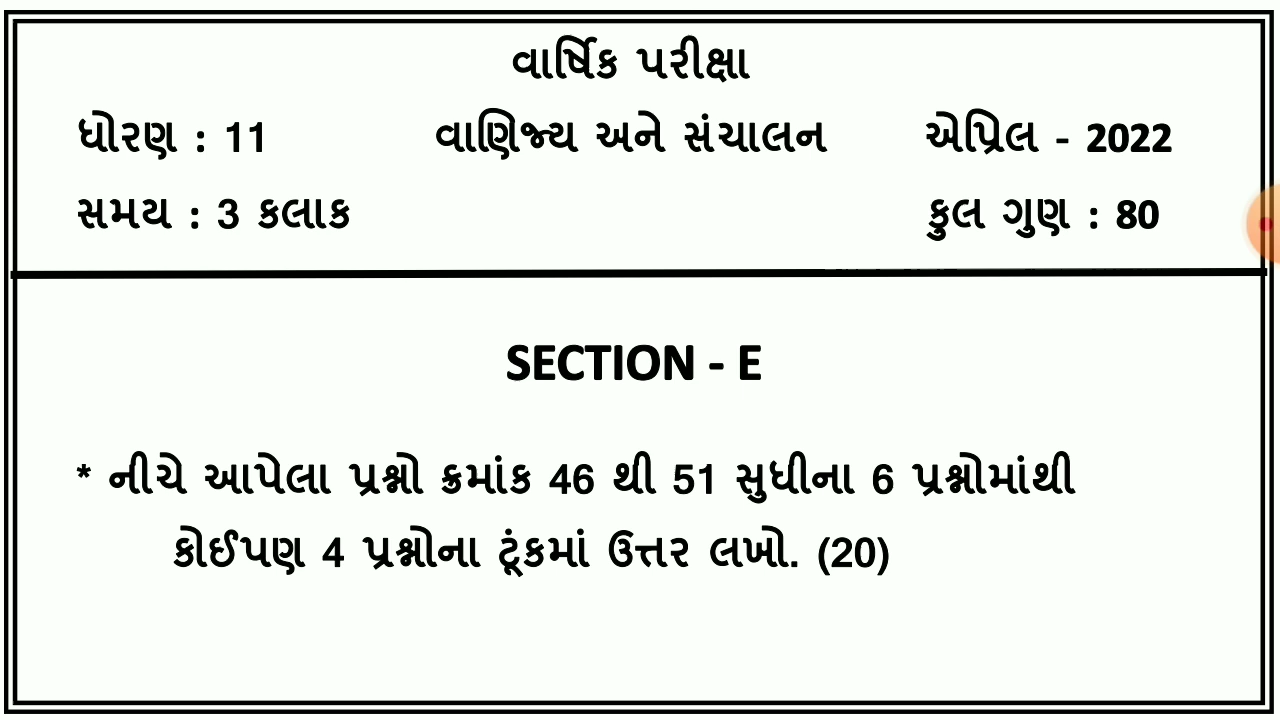 વાર્ષિક પરીક્ષા
ધોરણ : 11 વાણિજ્ય અને સંચાલન એપ્રિલ - 2022
સમય : 3 કલાક કુલ ગુણ : 80
SECTION - E
* નીચે આપેલા પ્રશ્નો ક્રમાંક 46 થી 51 સુધીના 6 પ્રશ્નોમાંથી
કોઈપણ 4 પ્રશ્નોના ટૂંકમાં ઉત્તર લખો. (20)